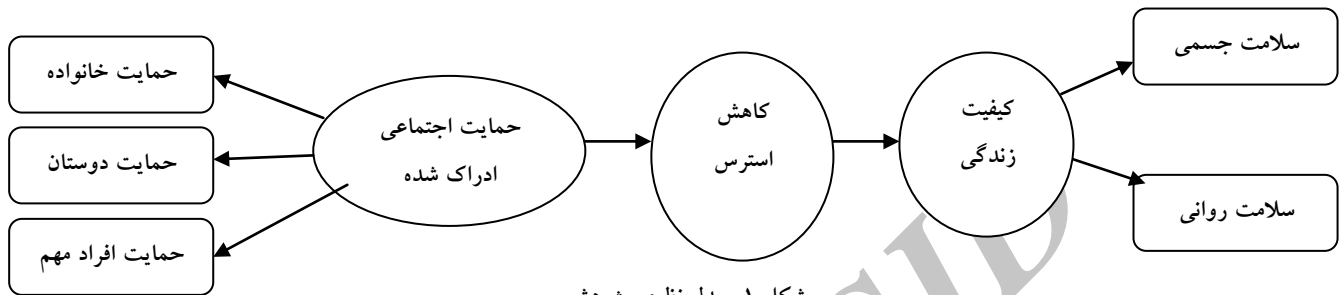 سلامت جسمی
حمایت خانواده
کاهش
استرس
کیفیت
زندگی
حمایت اجتماعی
ادراک شده
حمایت دوستان
سلامت روانی
حمایت افراد مهم
SID